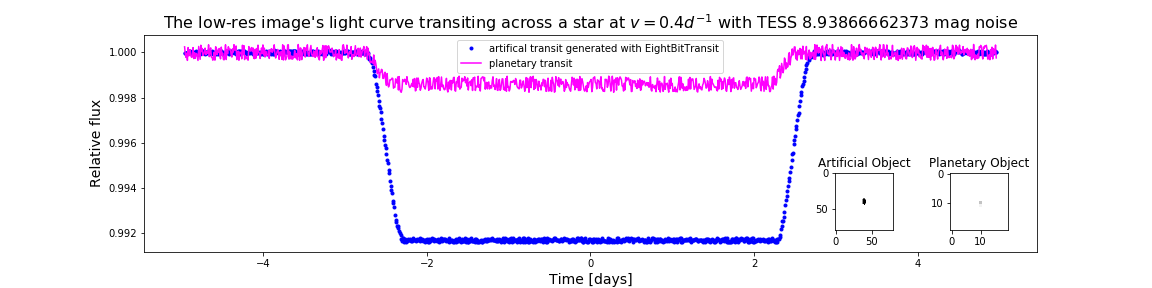 The low-res image's light curve transiting across a star at v = 0.4d⁻¹ with TESS 8.93866662373 mag noise
artifical transit generated with EightBitTransit
planetary transit
Relative flux
1.000
0.998
0.996
0.994
0.992
Artificial Object
0
50
0 50
Planetary Object
0
10
0 10
−4 −2 0 2 4
Time [days]